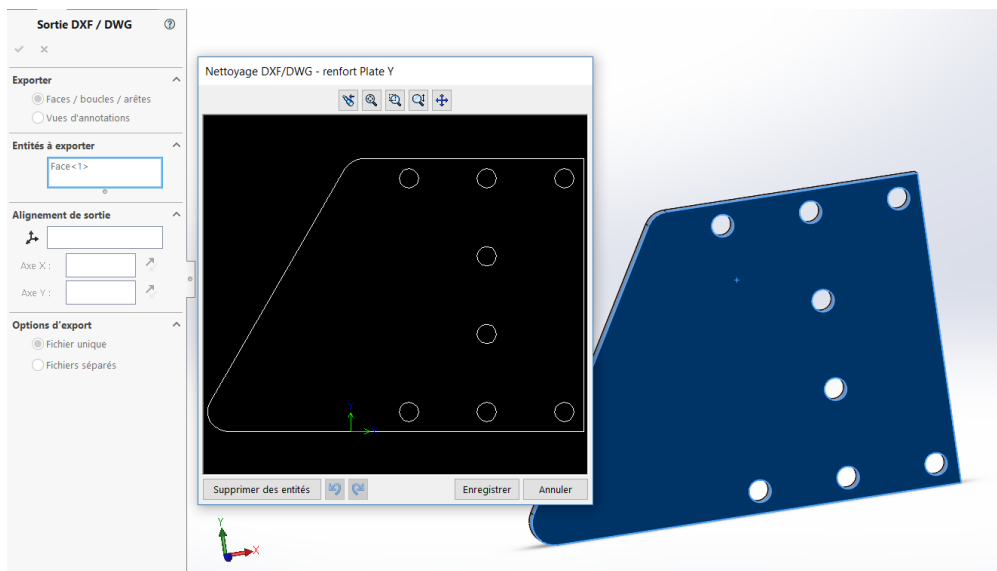 Sortie DXF / DWG
Exporter
Faces / boucles / arêtes
Vues d'annotations
Entités à exporter
Face<1>
Alignement de sortie
Axe X :
Axe Y :
Options d'export
Fichier unique
Fichiers séparés
Nettoyage DXF/DWG - renfort Plate Y
Y
X
Supprimer des entités
Enregistrer
Annuler
Y
X